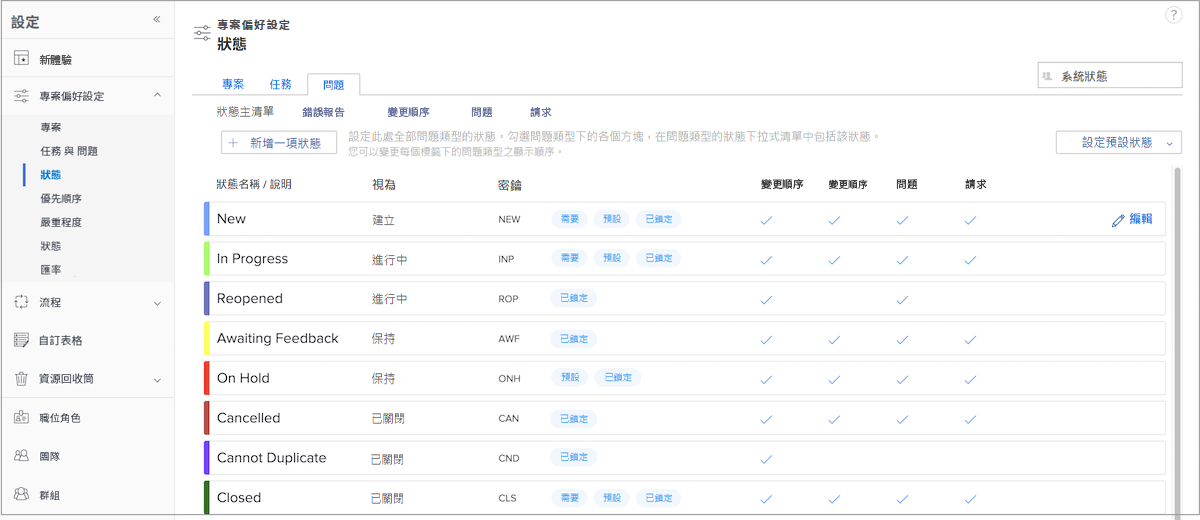 設定
«
新體驗
專案偏好設定
專案
任務 與 問題
狀態
優先順序
嚴重程度
狀態
匯率
流程
自訂表格
資源回收筒
職位角色
團隊
群組
?
專案偏好設定
狀態
系統狀態
專案 任務 問題
狀態主清單 錯誤報告 變更順序 問題 請求
+ 新增一項狀態
設定此處全部問題類型的狀態。勾選問題類型下的各個方塊，在問題類型的狀態下拉式清單中包括該狀態。
您可以變更每個標籤下的問題類型之顯示順序。
設定預設狀態
狀態名稱 / 說明 視為 密鑰 變更順序 變更順序 問題 請求
New 建立 NEW 需要 預設 已鎖定 編輯
In Progress 進行中 INP 需要 預設 已鎖定
Reopened 進行中 ROP 已鎖定
Awaiting Feedback 保持 AWF 已鎖定
On Hold 保持 ONH 預設 已鎖定
Cancelled 已關閉 CAN 已鎖定
Cannot Duplicate 已關閉 CND 已鎖定
Closed 已關閉 CLS 需要 預設 已鎖定